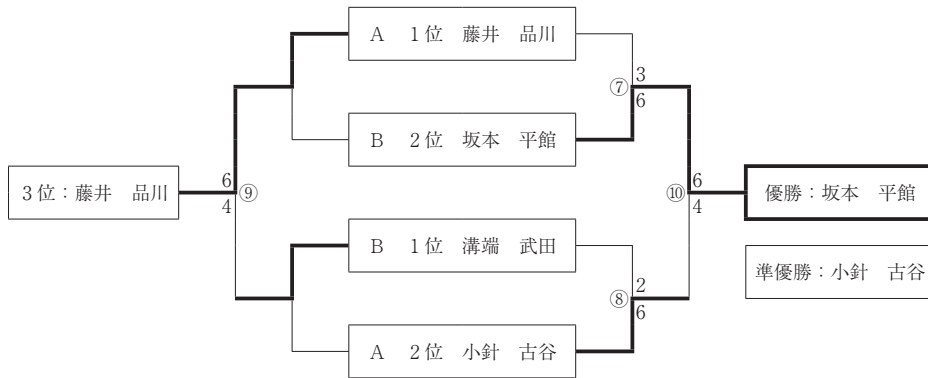 A 1位 藤井 品川
3
⑦
6
B 2位 坂本 平館
3位：藤井 品川
6
⑨
4
6
⑩
4
優勝：坂本 平館
B 1位 溝端 武田
準優勝：小針 古谷
2
⑧
6
A 2位 小針 古谷